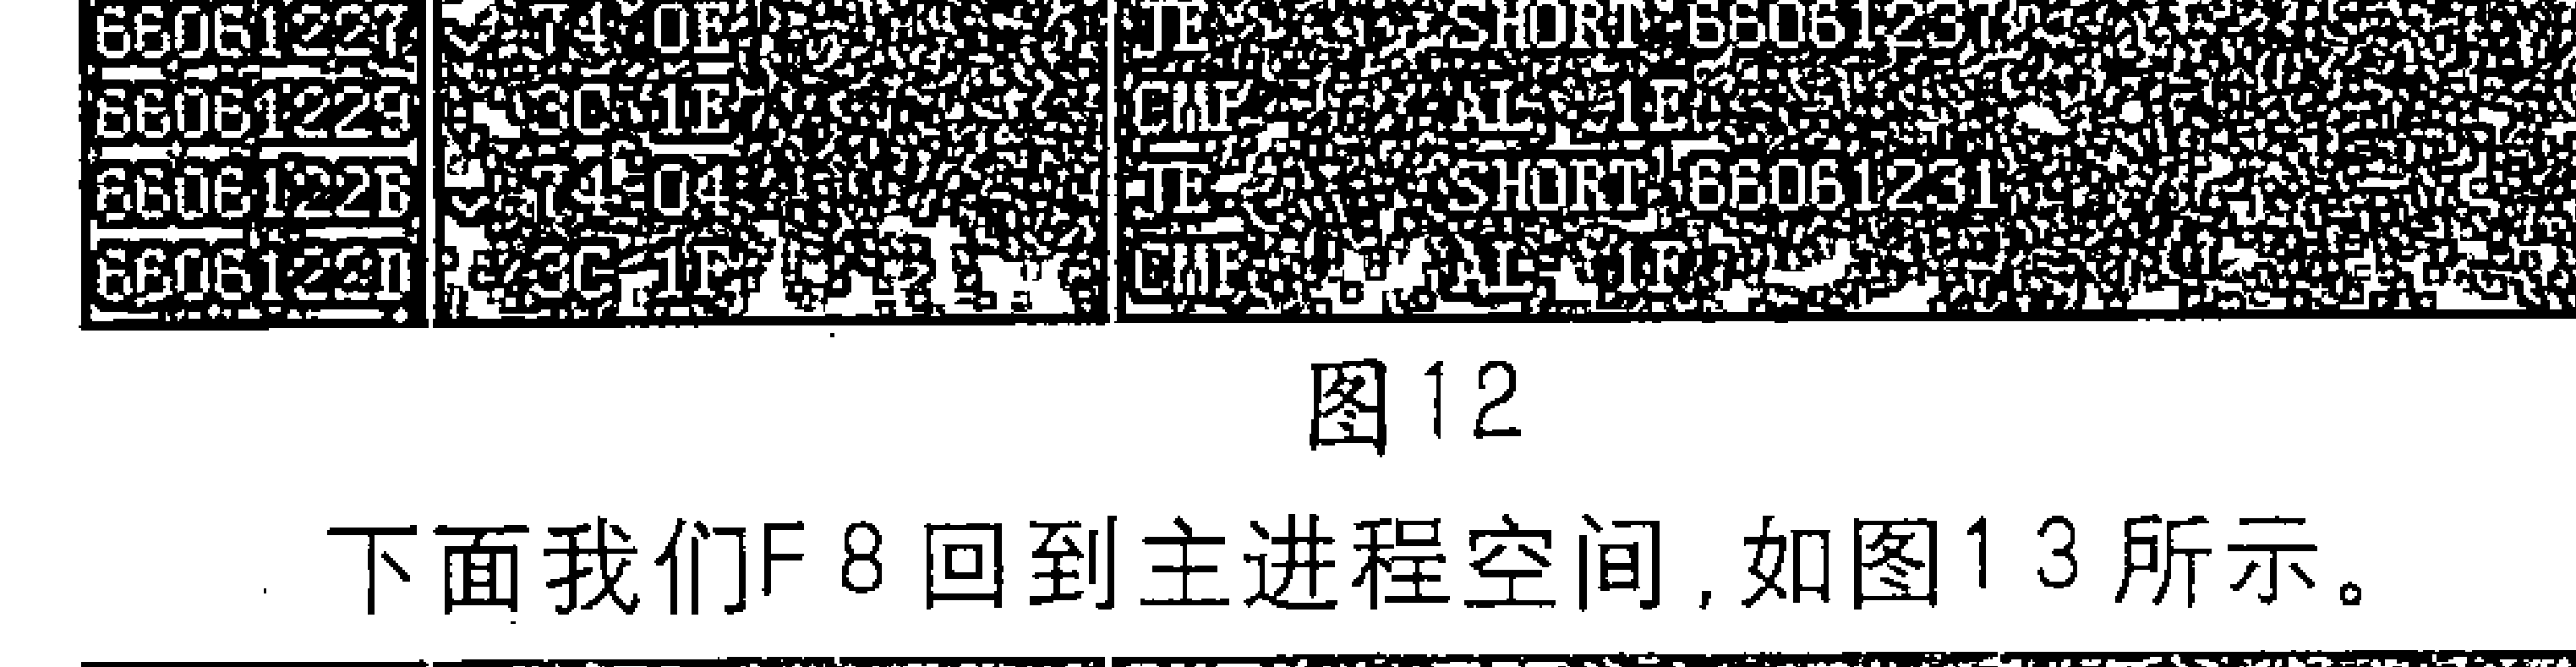 66061227 74 0E JE SHORT 66061237
66061229 3C 1E CMP AL, 1E
6606122B 74 04 JE SHORT 66061231
6606122D 3C 1F CMP AL, 1F
图12
下面我们F8回到主进程空间,如图13所示。